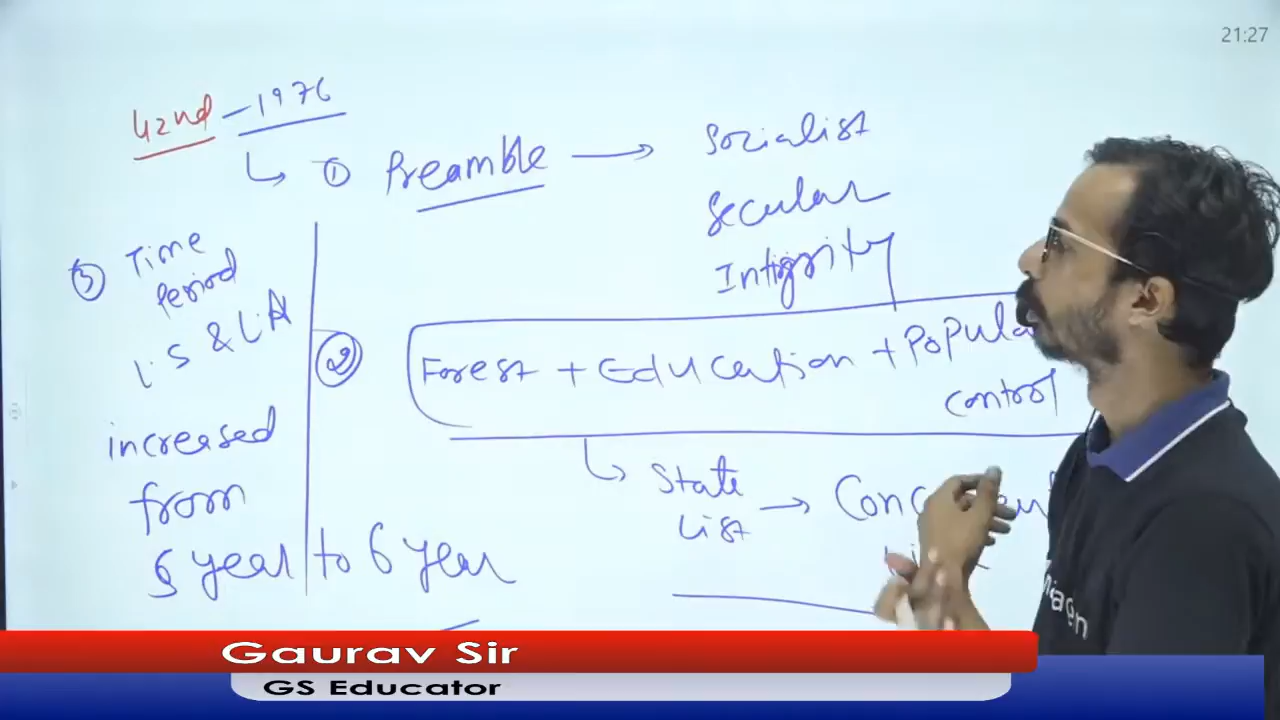 21:27
42nd - 1976
① Preamble → Socialist
Secular
Intigrity
② Forest + Education + Popula
control
State → Conc
List
③ Time
Period
L.S & L.A
increased
from
5 year to 6 year
Gaurav Sir
GS Educator